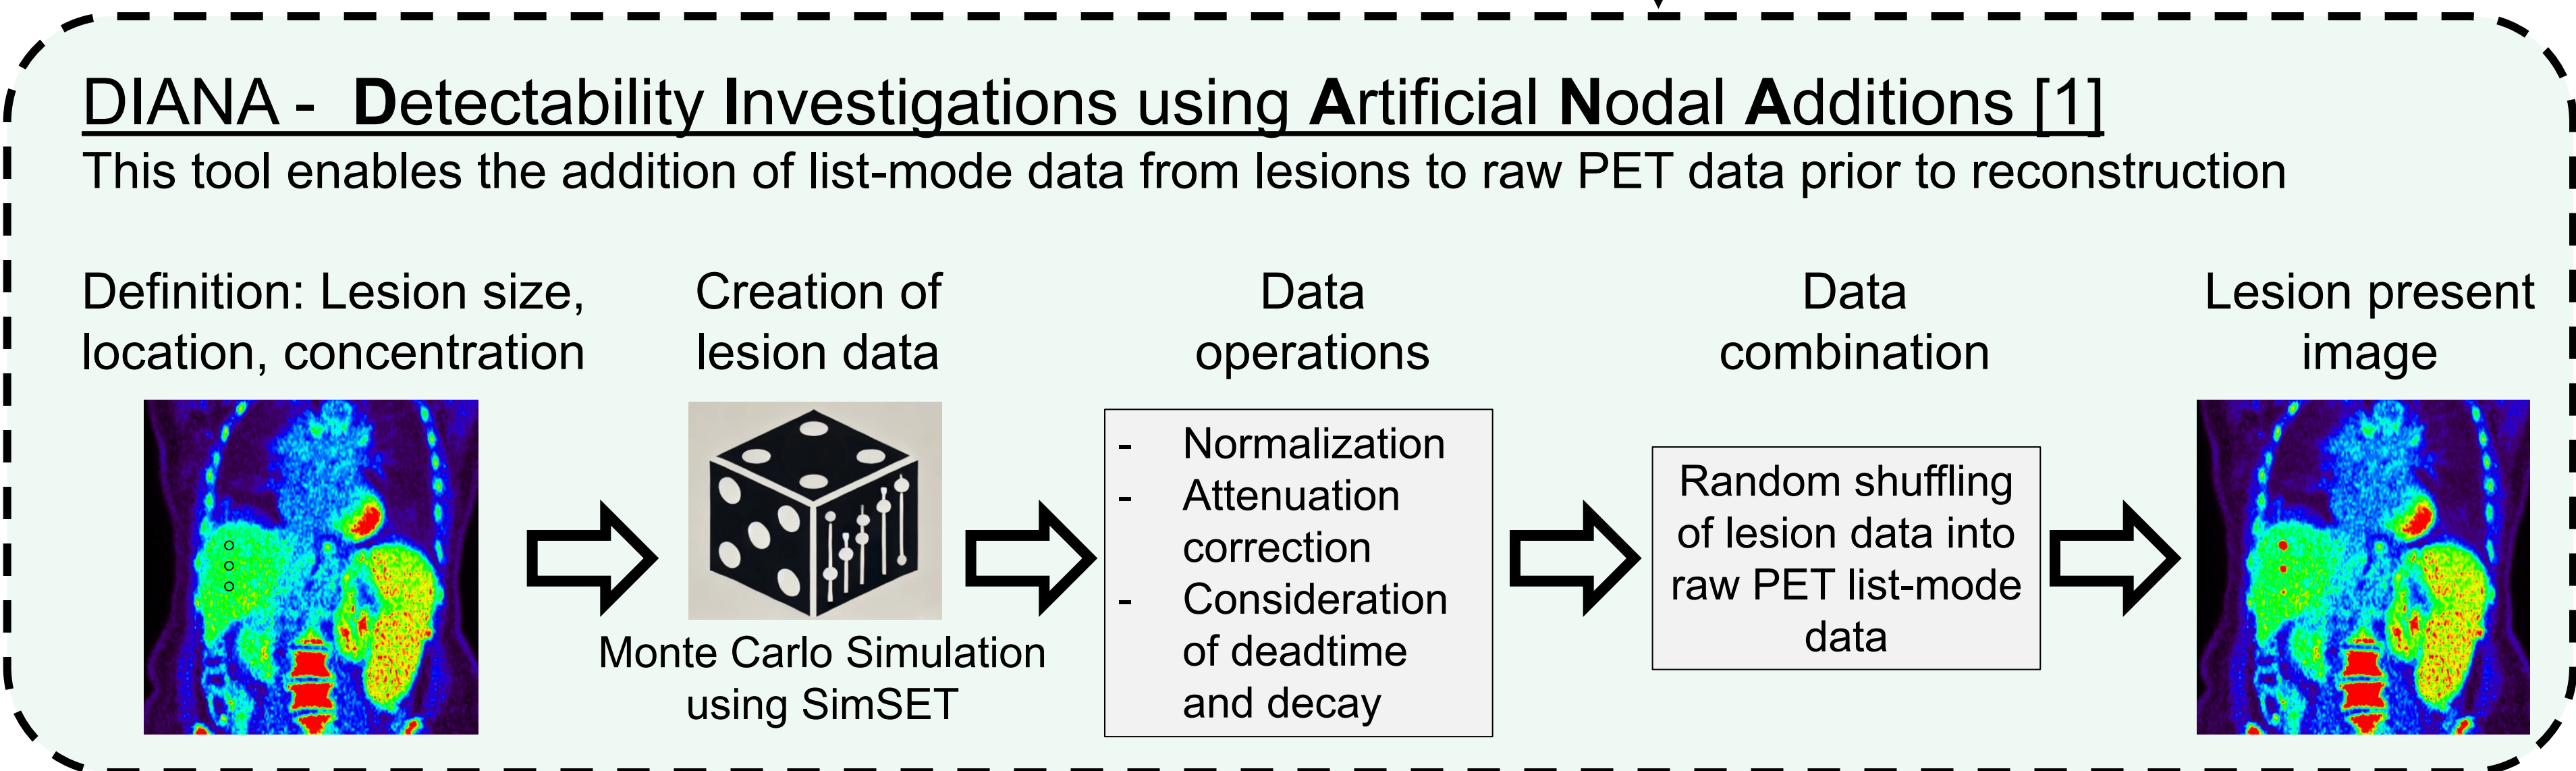 DIANA - Detectability Investigations using Artificial Nodal Additions [1]
This tool enables the addition of list-mode data from lesions to raw PET data prior to reconstruction
Definition: Lesion size,
location, concentration
Creation of
lesion data
Monte Carlo Simulation
using SimSET
Data
operations
- Normalization
- Attenuation
correction
- Consideration
of deadtime
and decay
Data
combination
Random shuffling
of lesion data into
raw PET list-mode
data
Lesion present
image